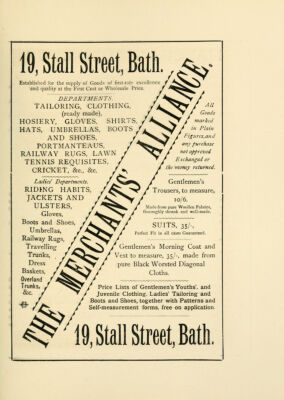 19, Stall Street, Bath.
Established for the supply of Goods of first-rate excellence
and quality at the First Cost or Wholesale Price.
DEPARTMENTS.
TAILORING, CLOTHING,
(ready made),
HOSIERY, GLOVES, SHIRTS,
HATS, UMBRELLAS, BOOTS
AND SHOES,
PORTMANTEAUS,
RAILWAY RUGS, LAWN
TENNIS REQUISITES,
CRICKET, &c., &c.
Ladies' Departments.
RIDING HABITS,
JACKETS AND
ULSTERS,
Gloves,
Boots and Shoes,
Umbrellas,
Railway Rugs,
Travelling
Trunks,
Dress
Baskets,
Overland
Trunks,
&c.
THE MERCHANTS' ALLIANCE.
All
Goods
marked
in Plain
Figures, and
any purchase
not approved
Exchanged or
the money returned.
Gentlemen's
Trousers, to measure,
10/6.
Made from pure Woollen Fabrics,
thoroughly shrunk and well-made.
SUITS, 35/-,
Perfect Fit in all cases Guaranteed.
Gentlemen's Morning Coat and
Vest to measure, 35/-, made from
pure Black Worsted Diagonal
Cloths.
Price Lists of Gentlemen's Youths', and
Juvenile Clothing, Ladies' Tailoring and
Boots and Shoes, together with Patterns and
Self-measurement forms, free on application
19, Stall Street, Bath.